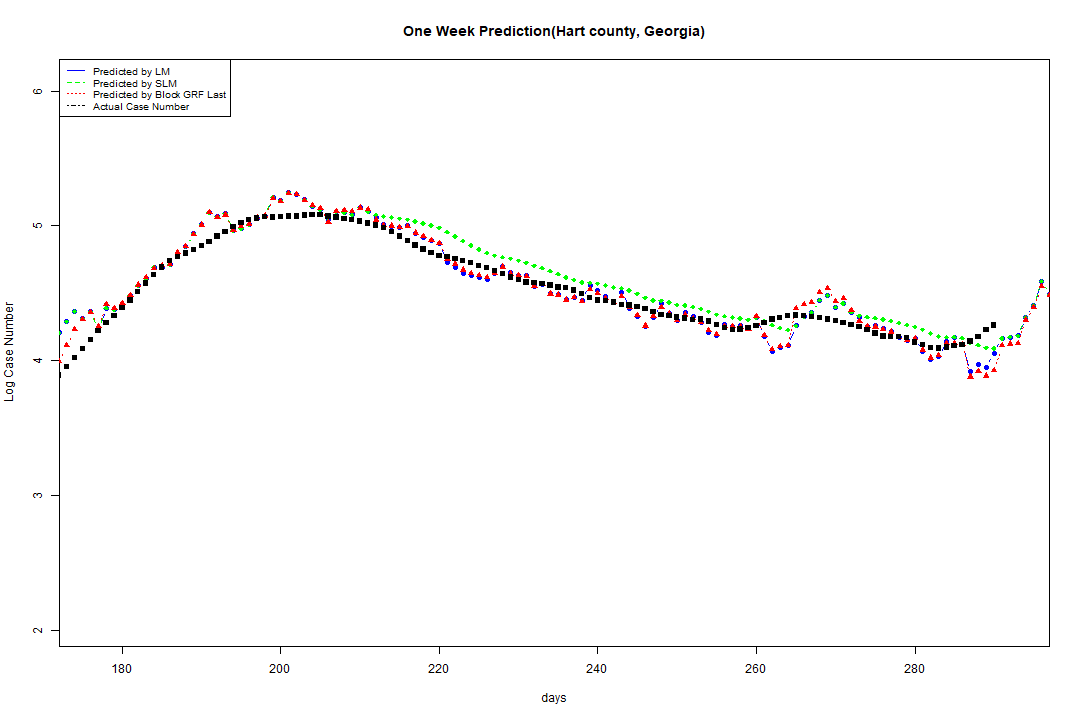 One Week Prediction(Hart county, Georgia)
Predicted by LM
Predicted by SLM
Predicted by Block GRF Last
Actual Case Number
6
5
4
3
2
Log Case Number
180 200 220 240 260 280
days